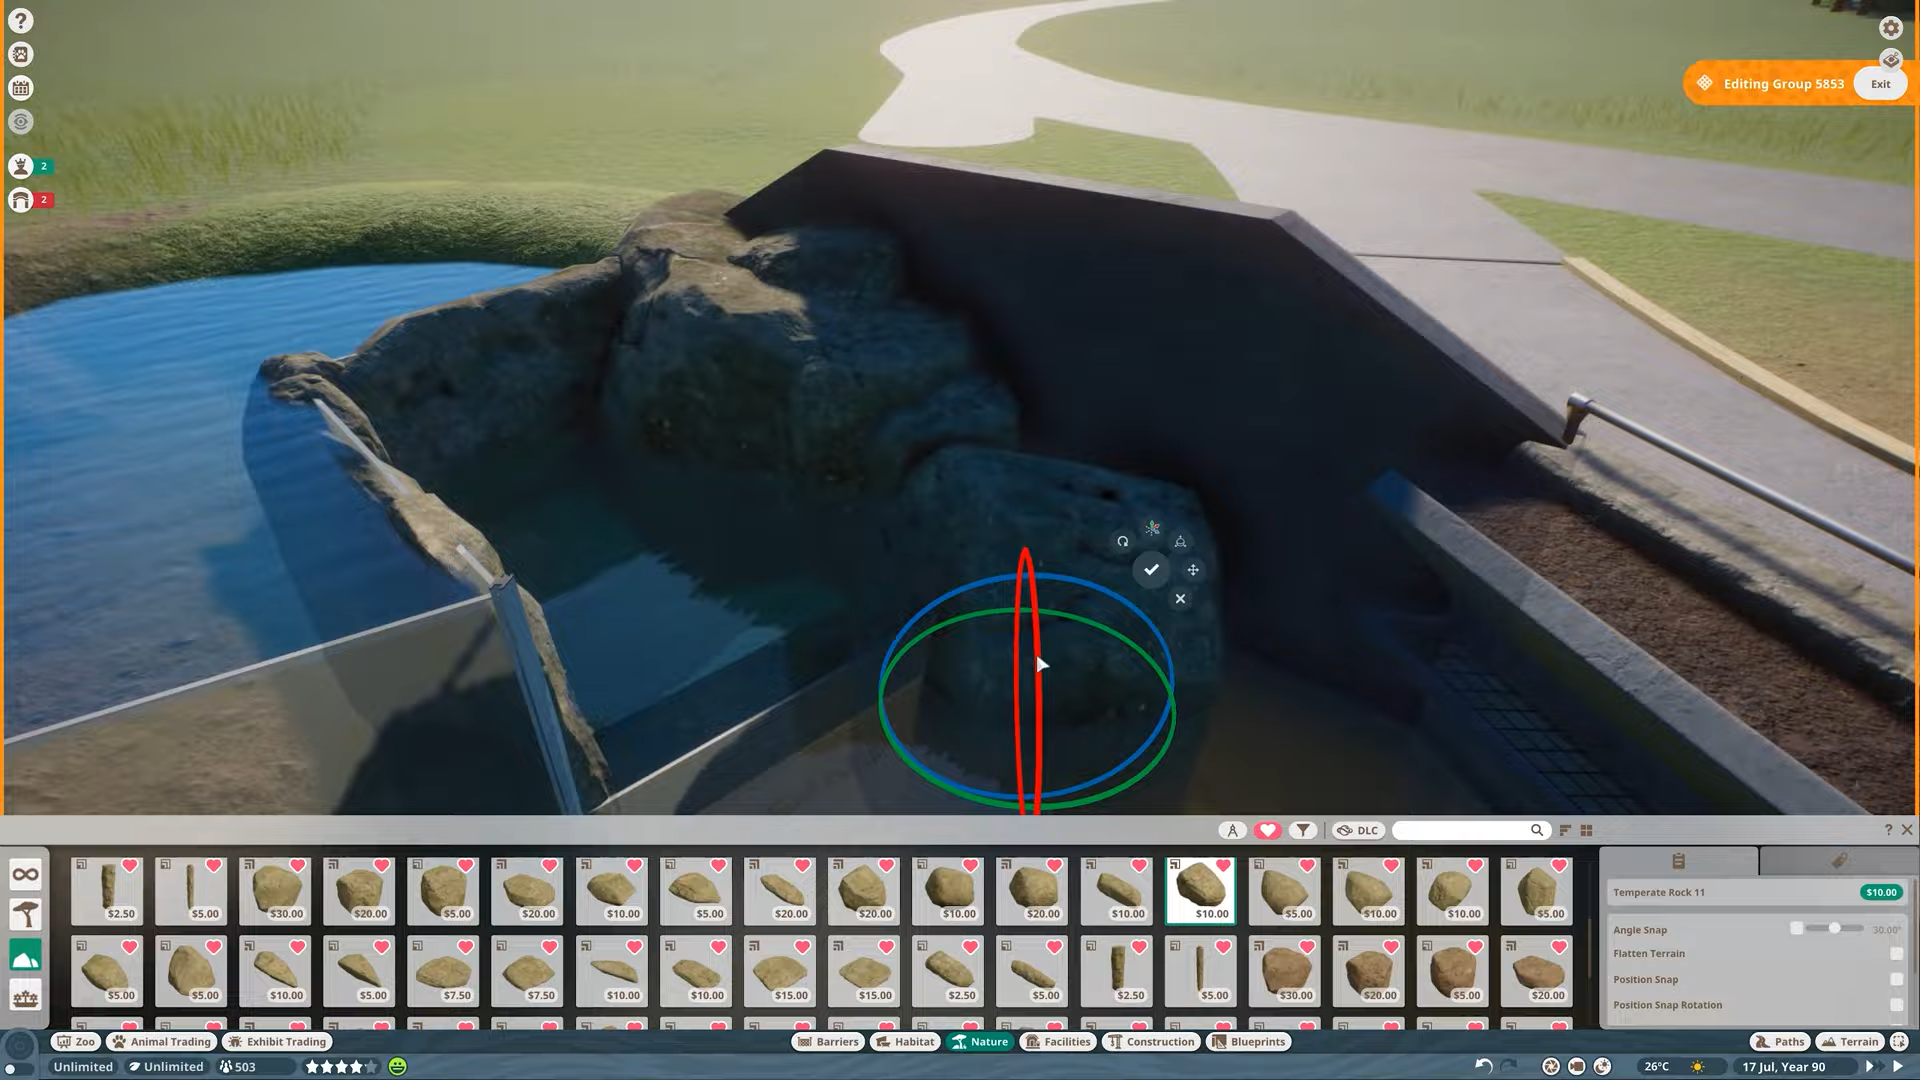 Editing Group 5853
Exit
2
2
DLC
$2.50 $5.00 $30.00 $20.00 $5.00 $20.00 $10.00 $5.00 $20.00 $20.00 $10.00 $20.00 $10.00 $10.00 $5.00 $10.00 $10.00 $5.00
$5.00 $5.00 $10.00 $5.00 $7.50 $7.50 $10.00 $10.00 $15.00 $15.00 $2.50 $5.00 $2.50 $5.00 $30.00 $20.00 $5.00 $20.00
Temperate Rock 11 $10.00
Angle Snap 30.00°
Flatten Terrain
Position Snap
Position Snap Rotation
Zoo Animal Trading Exhibit Trading Barriers Habitat Nature Facilities Construction Blueprints Paths Terrain
Unlimited Unlimited 503 26°C 17 Jul, Year 90